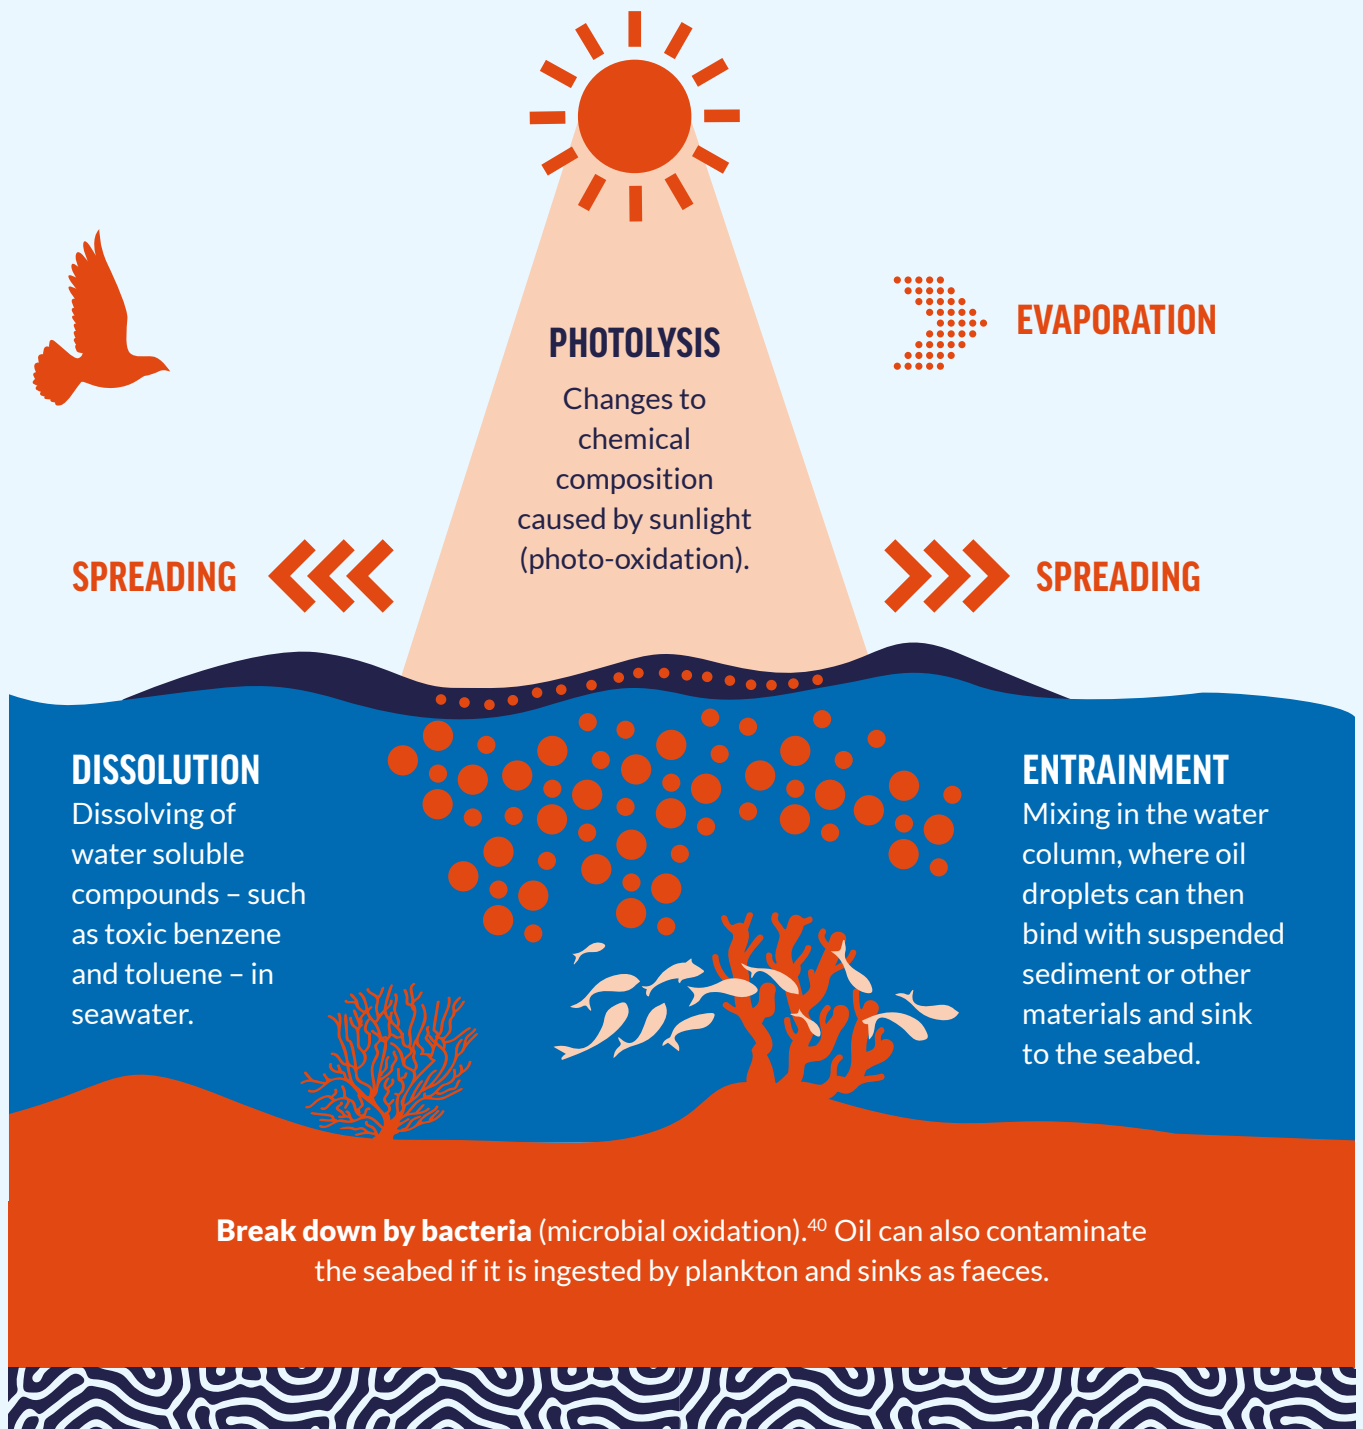 PHOTOLYSIS
Changes to
chemical
composition
caused by sunlight
(photo-oxidation).
EVAPORATION
SPREADING
SPREADING
DISSOLUTION
Dissolving of
water soluble
compounds – such
as toxic benzene
and toluene – in
seawater.
ENTRAINMENT
Mixing in the water
column, where oil
droplets can then
bind with suspended
sediment or other
materials and sink
to the seabed.
Break down by bacteria (microbial oxidation).⁴⁰ Oil can also contaminate
the seabed if it is ingested by plankton and sinks as faeces.